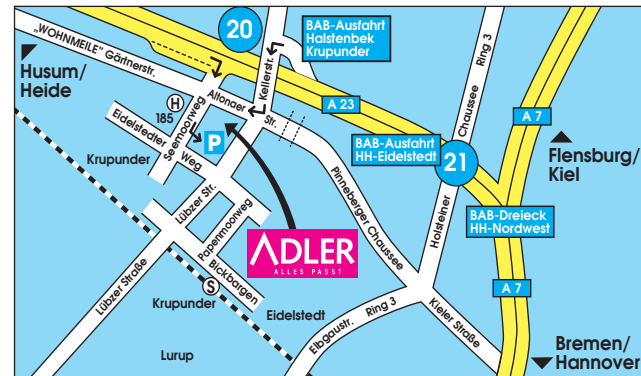 „WOHNMEILE" Gärtnerstr.
20
BAB-Ausfahrt
Halstenbek
Krupunder
Ring 3
Chaussee
Husum/
Heide
Kellerstr.
A 23
A 7
H
185
Altonaer
Str.
Seemoorweg
P
Eidelstedter
Weg
BAB-Ausfahrt
HH-Eidelstedt
21
Flensburg/
Kiel
Krupunder
Pinneberger Chaussee
Lübzer Str.
Papenmoorweg
Holsteiner
BAB-Dreieck
HH-Nordwest
ADLER
ALLES PASST
Bickbargen
Lübzer Straße
S
A 7
Krupunder
Eidelstedt
Elbgaustr.
Ring 3
Kieler Straße
Lurup
Bremen/
Hannover